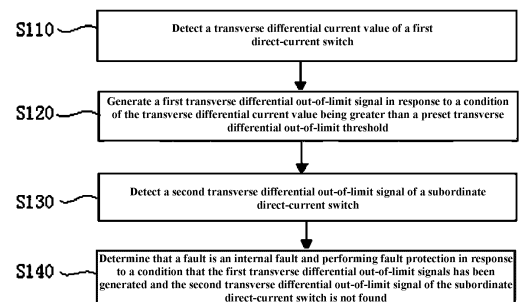 S110
Detect a transverse differential current value of a first
direct-current switch
S120
Generate a first transverse differential out-of-limit signal in response to a condition
of the transverse differential current value being greater than a preset transverse
differential out-of-limit threshold
S130
Detect a second transverse differential out-of-limit signal of a subordinate
direct-current switch
S140
Determine that a fault is an internal fault and performing fault protection in response
to a condition that the first transverse differential out-of-limit signals has been
generated and the second transverse differential out-of-limit signal of the subordinate
direct-current switch is not found